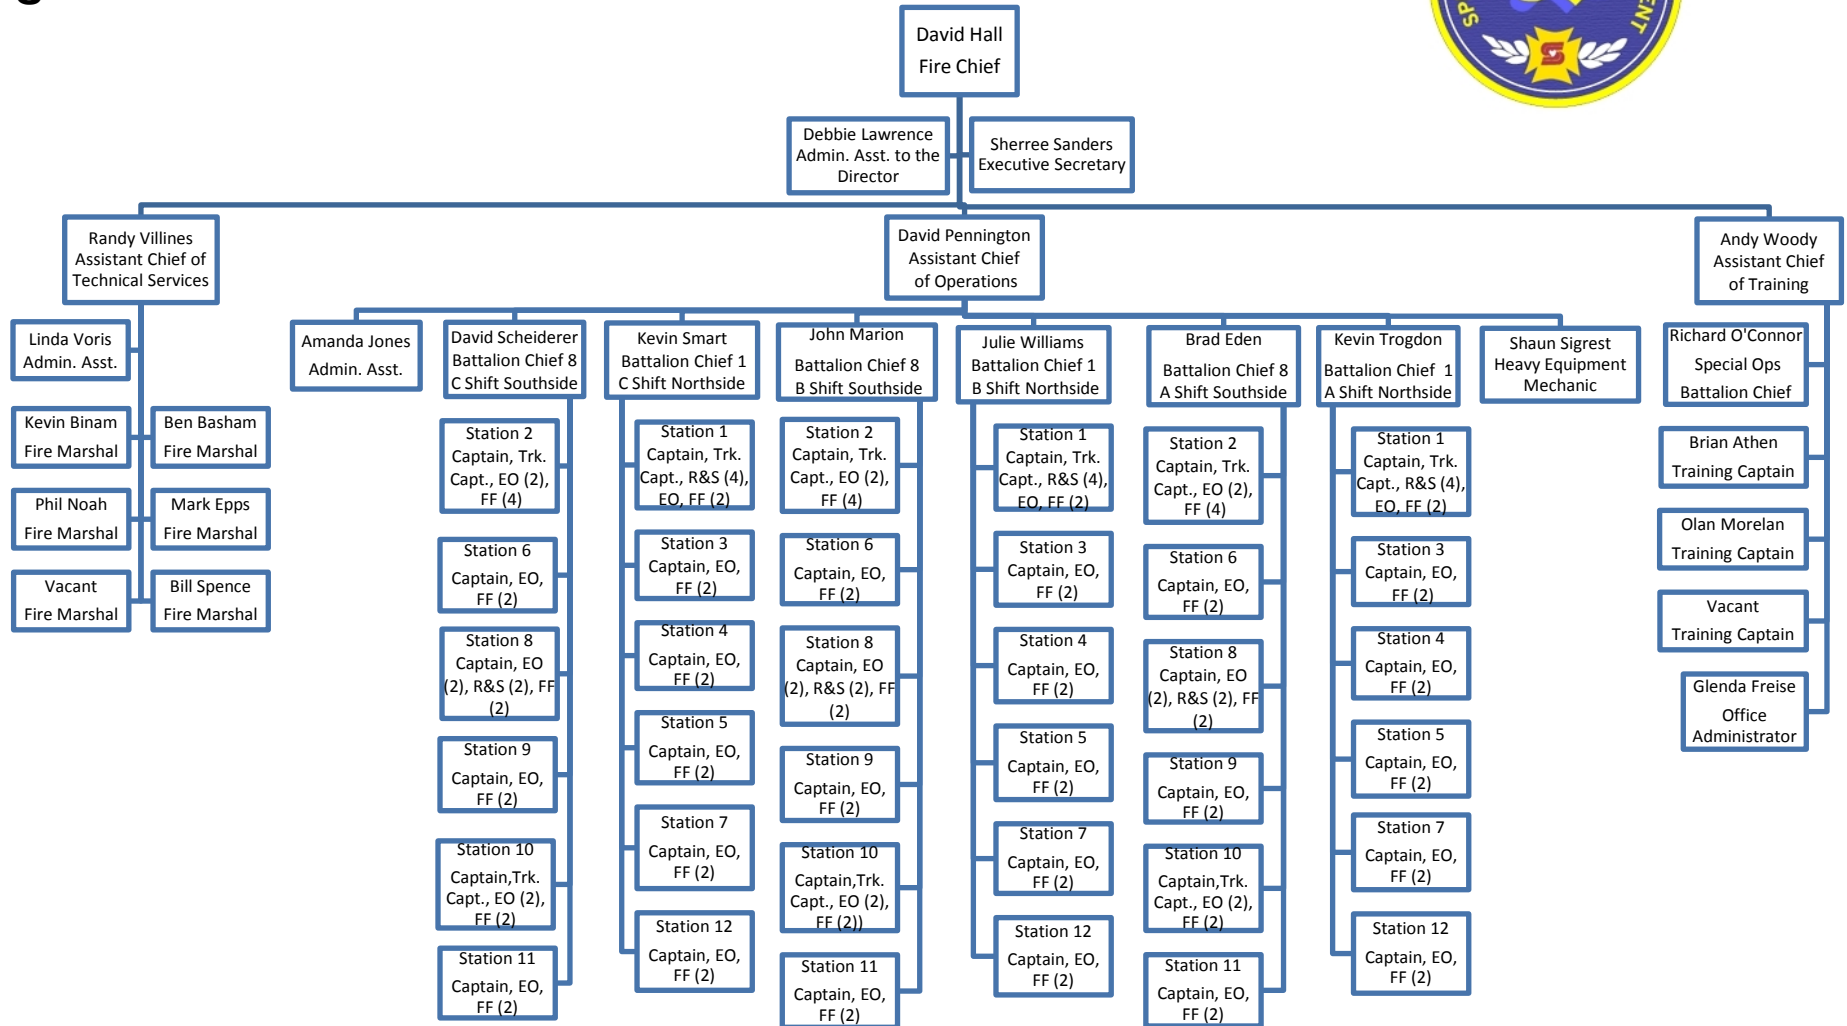 g
SP
ENT
S
David Hall
Fire Chief
Debbie Lawrence
Admin. Asst. to the
Director
Sherree Sanders
Executive Secretary
Randy Villines
Assistant Chief of
Technical Services
David Pennington
Assistant Chief
of Operations
Andy Woody
Assistant Chief
of Training
Linda Voris
Admin. Asst.
Kevin Binam
Fire Marshal
Ben Basham
Fire Marshal
Phil Noah
Fire Marshal
Mark Epps
Fire Marshal
Vacant
Fire Marshal
Bill Spence
Fire Marshal
Amanda Jones
Admin. Asst.
David Scheiderer
Battalion Chief 8
C Shift Southside
Station 2
Captain, Trk.
Capt., EO (2),
FF (4)
Station 6
Captain, EO,
FF (2)
Station 8
Captain, EO
(2), R&S (2), FF
(2)
Station 9
Captain, EO,
FF (2)
Station 10
Captain,Trk.
Capt., EO (2),
FF (2)
Station 11
Captain, EO,
FF (2)
Kevin Smart
Battalion Chief 1
C Shift Northside
Station 1
Captain, Trk.
Capt., R&S (4),
EO, FF (2)
Station 3
Captain, EO,
FF (2)
Station 4
Captain, EO,
FF (2)
Station 5
Captain, EO,
FF (2)
Station 7
Captain, EO,
FF (2)
Station 12
Captain, EO,
FF (2)
John Marion
Battalion Chief 8
B Shift Southside
Station 2
Captain, Trk.
Capt., EO (2),
FF (4)
Station 6
Captain, EO,
FF (2)
Station 8
Captain, EO
(2), R&S (2), FF
(2)
Station 9
Captain, EO,
FF (2)
Station 10
Captain,Trk.
Capt., EO (2),
FF (2))
Station 11
Captain, EO,
FF (2)
Julie Williams
Battalion Chief 1
B Shift Northside
Station 1
Captain, Trk.
Capt., R&S (4),
EO, FF (2)
Station 3
Captain, EO,
FF (2)
Station 4
Captain, EO,
FF (2)
Station 5
Captain, EO,
FF (2)
Station 7
Captain, EO,
FF (2)
Station 12
Captain, EO,
FF (2)
Brad Eden
Battalion Chief 8
A Shift Southside
Station 2
Captain, Trk.
Capt., EO (2),
FF (4)
Station 6
Captain, EO,
FF (2)
Station 8
Captain, EO
(2), R&S (2), FF
(2)
Station 9
Captain, EO,
FF (2)
Station 10
Captain,Trk.
Capt., EO (2),
FF (2)
Station 11
Captain, EO,
FF (2)
Kevin Trogdon
Battalion Chief 1
A Shift Northside
Station 1
Captain, Trk.
Capt., R&S (4),
EO, FF (2)
Station 3
Captain, EO,
FF (2)
Station 4
Captain, EO,
FF (2)
Station 5
Captain, EO,
FF (2)
Station 7
Captain, EO,
FF (2)
Station 12
Captain, EO,
FF (2)
Shaun Sigrest
Heavy Equipment
Mechanic
Richard O'Connor
Special Ops
Battalion Chief
Brian Athen
Training Captain
Olan Morelan
Training Captain
Vacant
Training Captain
Glenda Freise
Office
Administrator